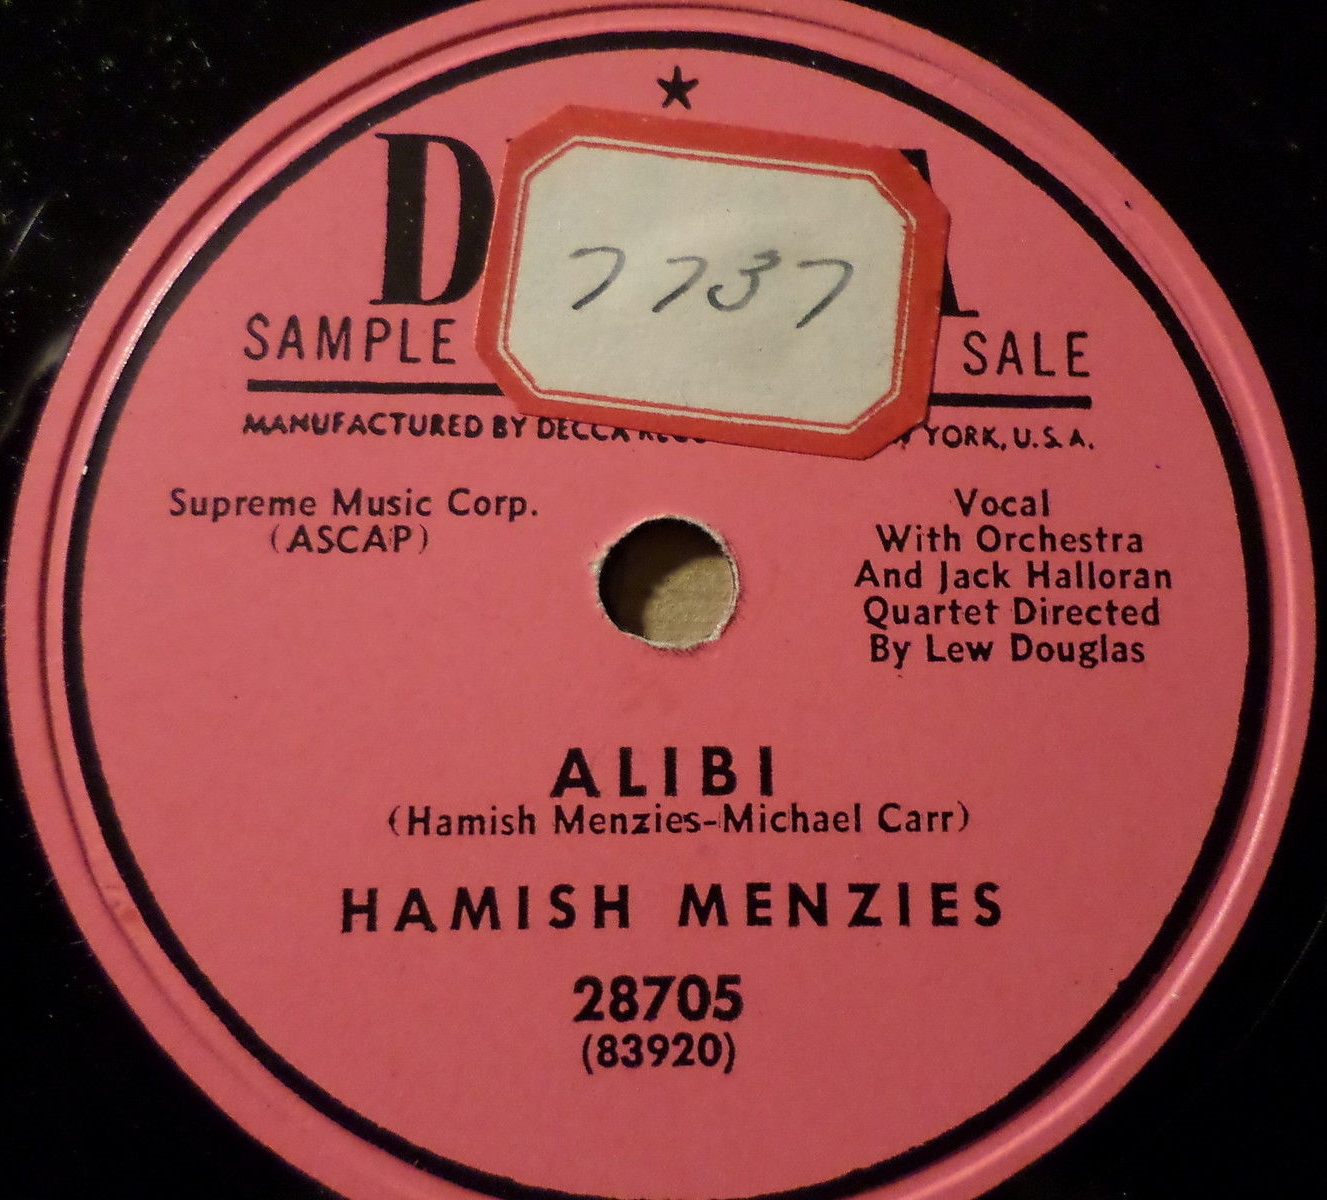 D A
7737
SAMPLE SALE
MANUFACTURED BY DECCA YORK, U.S.A.
Supreme Music Corp.
(ASCAP)
Vocal
With Orchestra
And Jack Halloran
Quartet Directed
By Lew Douglas
ALIBI
(Hamish Menzies-Michael Carr)
HAMISH MENZIES
28705
(83920)